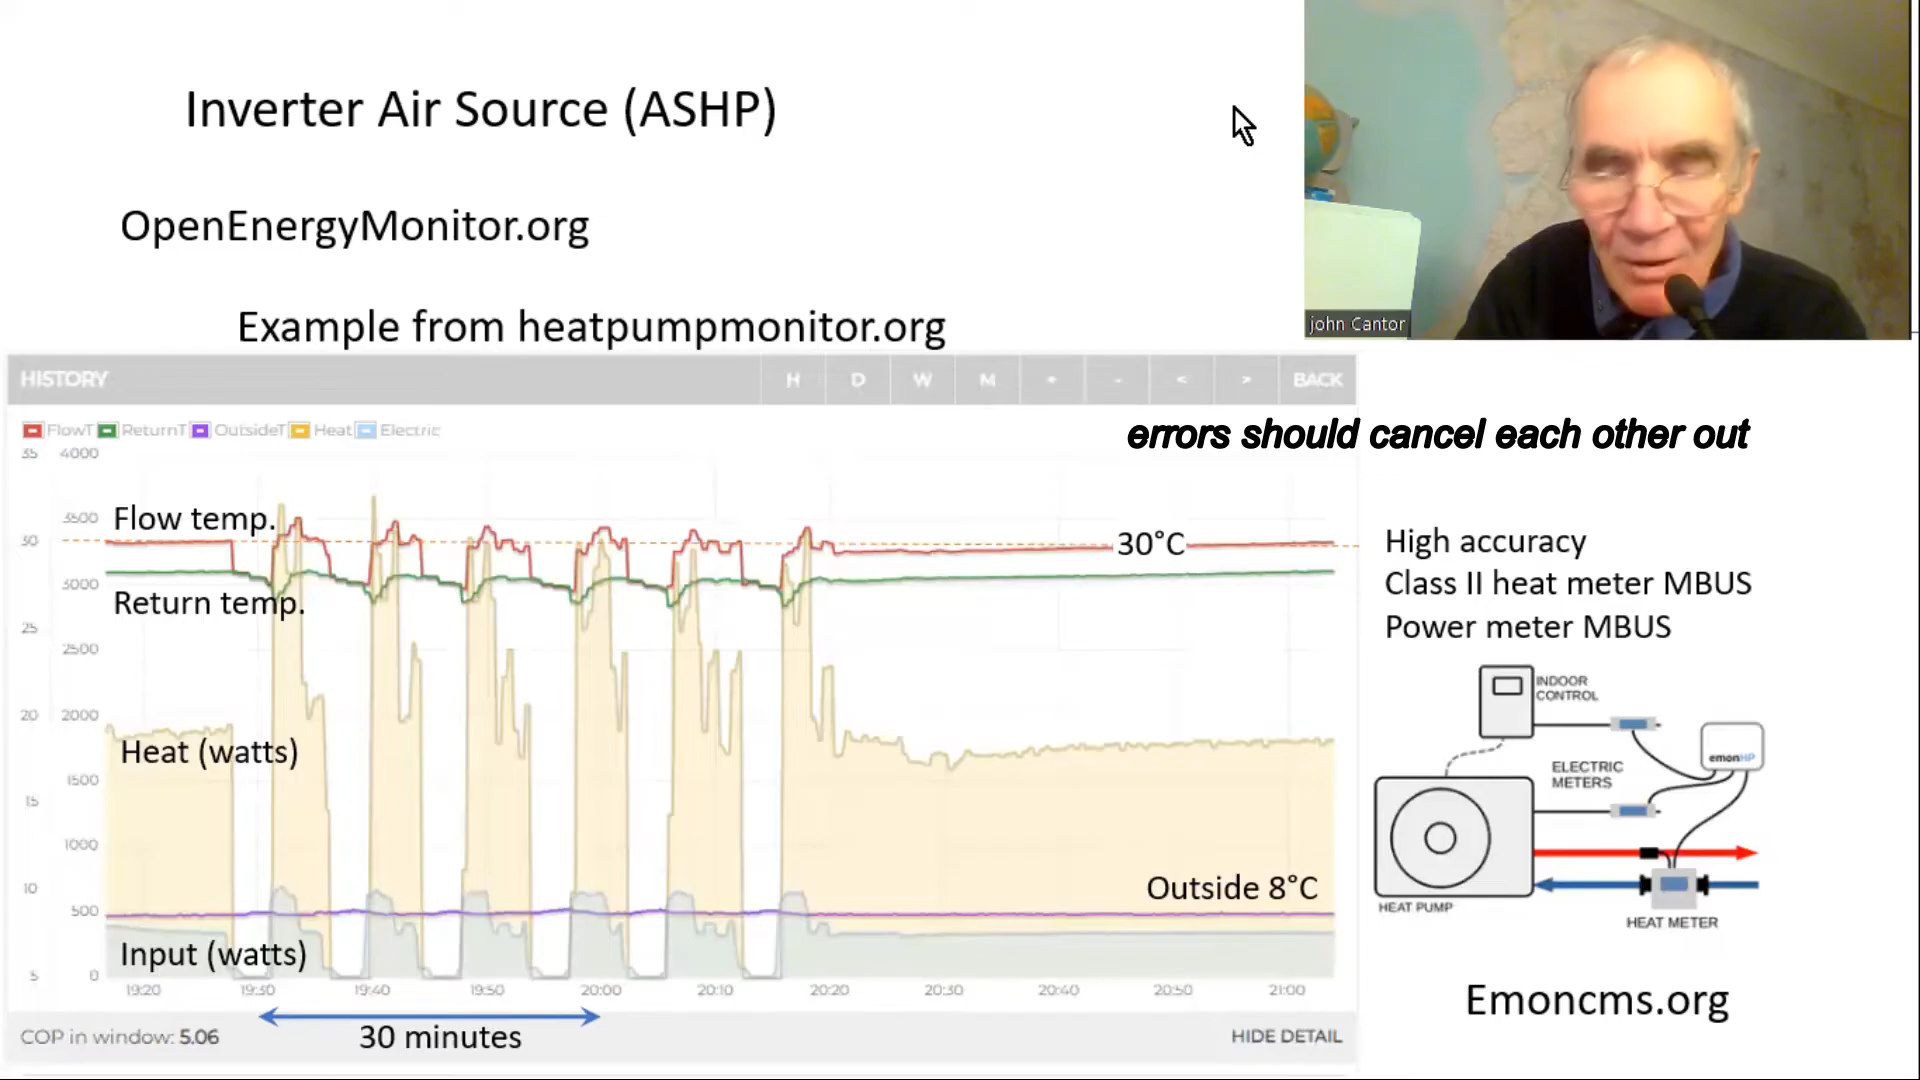 Inverter Air Source (ASHP)
OpenEnergyMonitor.org
Example from heatpumpmonitor.org
john Cantor
HISTORY H D W M + - < > BACK
FlowT ReturnT OutsideT Heat Electric
errors should cancel each other out
35 4000
3500
30
3000
25
2500
20 2000
1500
15
1000
10
500
5 0
Flow temp.
30°C
Return temp.
Heat (watts)
Outside 8°C
Input (watts)
19:20 19:30 19:40 19:50 20:00 20:10 20:20 20:30 20:40 20:50 21:00
30 minutes
COP in window: 5.06
HIDE DETAIL
High accuracy
Class II heat meter MBUS
Power meter MBUS
INDOOR
CONTROL
ELECTRIC
METERS
emonHP
HEAT PUMP
HEAT METER
Emoncms.org